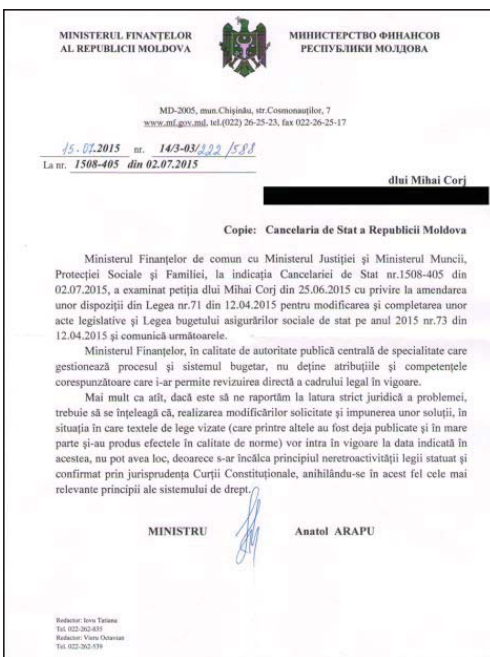 MINISTERUL FINANŢELOR
AL REPUBLICII MOLDOVA
МИНИСТЕРСТВО ФИНАНСОВ
РЕСПУБЛИКИ МОЛДОВА
MD-2005, mun.Chişinău, str.Cosmonauţilor, 7
www.mf.gov.md, tel.(022) 26-25-23, fax 022-26-25-17
15.07.2015 nr. 14/3-03/222/588
La nr. 1508-405 din 02.07.2015
dlui Mihai Corj
Copie: Cancelaria de Stat a Republicii Moldova
Ministerul Finanţelor de comun cu Ministerul Justiţiei şi Ministerul Muncii,
Protecţiei Sociale şi Familiei, la indicaţia Cancelariei de Stat nr.1508-405 din
02.07.2015, a examinat petiţia dlui Mihai Corj din 25.06.2015 cu privire la amendarea
unor dispoziţii din Legea nr.71 din 12.04.2015 pentru modificarea şi completarea unor
acte legislative şi Legea bugetului asigurărilor sociale de stat pe anul 2015 nr.73 din
12.04.2015 şi comunică următoarele.
Ministerul Finanţelor, în calitate de autoritate publică centrală de specialitate care
gestionează procesul şi sistemul bugetar, nu deţine atribuţiile şi competenţele
corespunzătoare care i-ar permite revizuirea directă a cadrului legal în vigoare.
Mai mult ca atît, dacă este să ne raportăm la latura strict juridică a problemei,
trebuie să se înţeleagă că, realizarea modificărilor solicitate şi impunerea unor soluţii, în
situaţia în care textele de lege vizate (care printre altele au fost deja publicate şi în mare
parte şi-au produs efectele în calitate de norme) vor intra în vigoare la data indicată în
acestea, nu pot avea loc, deoarece s-ar încălca principiul neretroactivităţii legii statuat şi
confirmat prin jurisprudenţa Curţii Constituţionale, anihilându-se în acest fel cele mai
relevante principii ale sistemului de drept.
MINISTRU Anatol ARAPU
Redactor: Iovu Tatiana
Tel. 022-262-635
Redactor: Vieru Octavian
Tel. 022-262-539